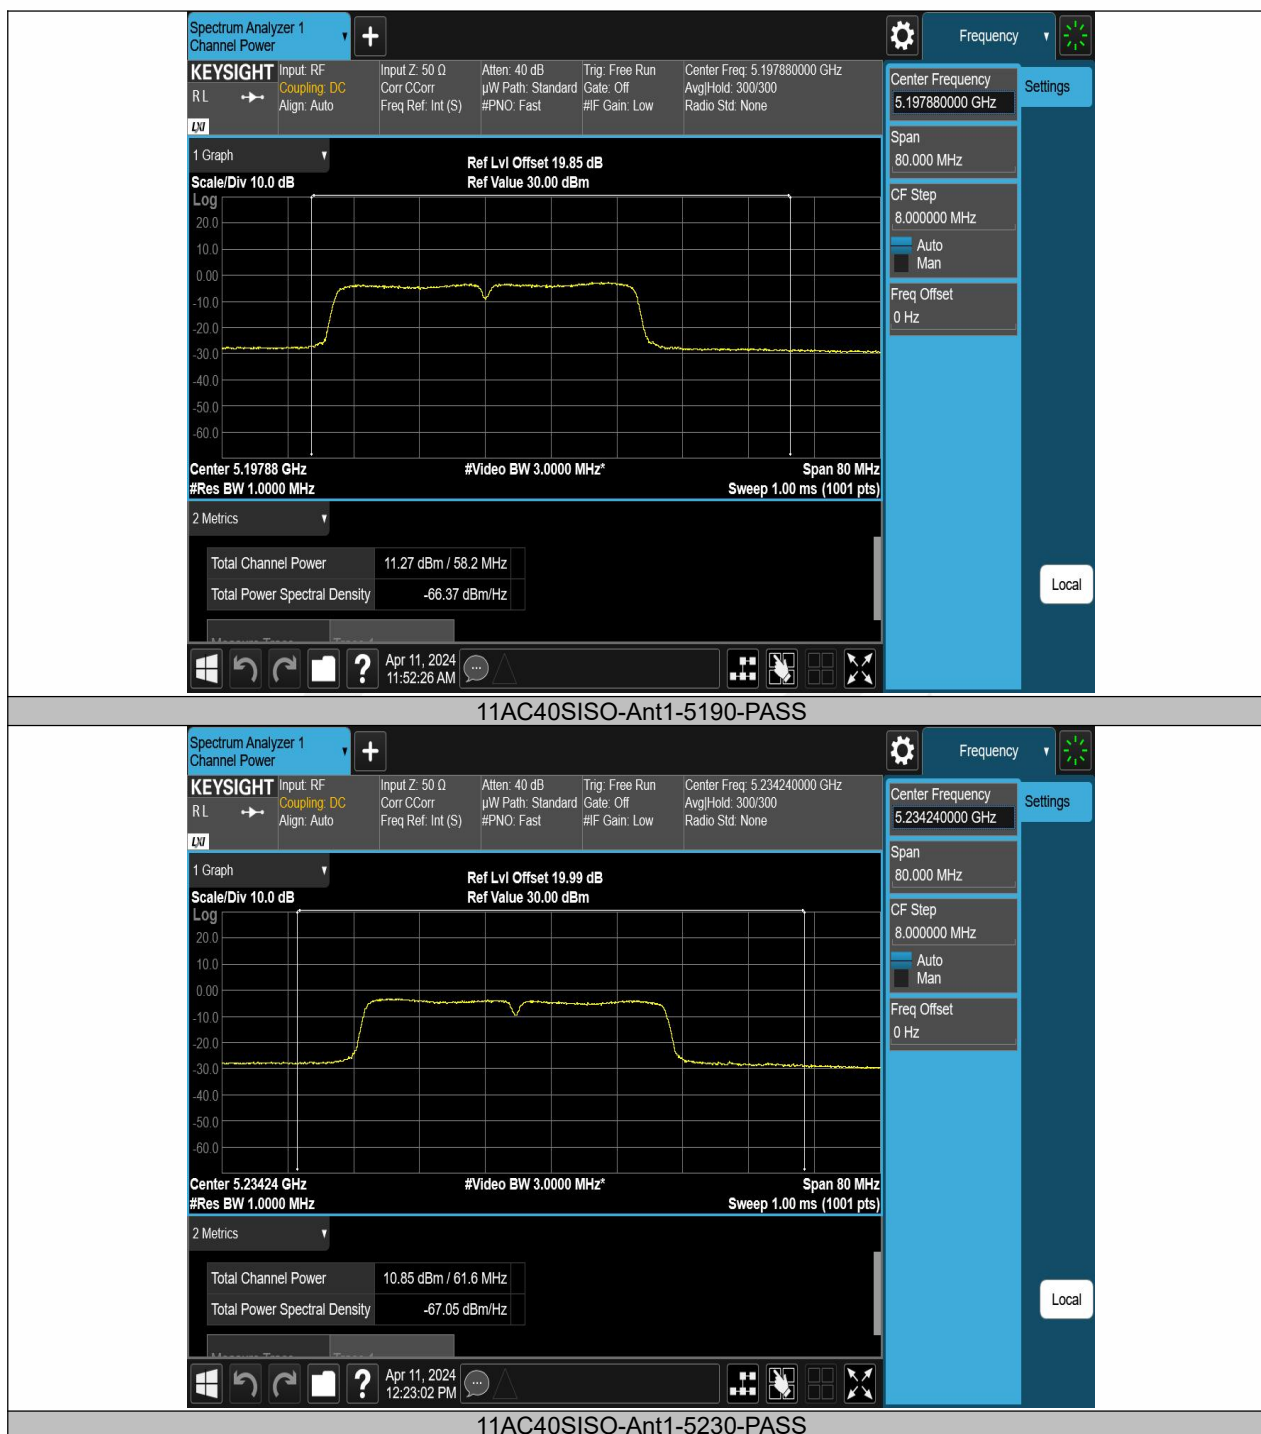 Spectrum Analyzer 1
Channel Power
+
Frequency
KEYSIGHT
RL
LXI
Input: RF
Coupling: DC
Align: Auto
Input Z: 50 Ω
Corr CCorr
Freq Ref: Int (S)
Atten: 40 dB
µW Path: Standard
#PNO: Fast
Trig: Free Run
Gate: Off
#IF Gain: Low
Center Freq: 5.197880000 GHz
Avg|Hold: 300/300
Radio Std: None
Center Frequency
5.197880000 GHz
Settings
Span
80.000 MHz
CF Step
8.000000 MHz
Auto
Man
Freq Offset
0 Hz
Local
1 Graph
Scale/Div 10.0 dB
Ref Lvl Offset 19.85 dB
Ref Value 30.00 dBm
Log
20.0
10.0
0.00
-10.0
-20.0
-30.0
-40.0
-50.0
-60.0
Center 5.19788 GHz
#Video BW 3.0000 MHz*
Span 80 MHz
#Res BW 1.0000 MHz
Sweep 1.00 ms (1001 pts)
2 Metrics
Total Channel Power 11.27 dBm / 58.2 MHz
Total Power Spectral Density -66.37 dBm/Hz
?
Apr 11, 2024
11:52:26 AM
11AC40SISO-Ant1-5190-PASS
Spectrum Analyzer 1
Channel Power
+
Frequency
KEYSIGHT
RL
LXI
Input: RF
Coupling: DC
Align: Auto
Input Z: 50 Ω
Corr CCorr
Freq Ref: Int (S)
Atten: 40 dB
µW Path: Standard
#PNO: Fast
Trig: Free Run
Gate: Off
#IF Gain: Low
Center Freq: 5.234240000 GHz
Avg|Hold: 300/300
Radio Std: None
Center Frequency
5.234240000 GHz
Settings
Span
80.000 MHz
CF Step
8.000000 MHz
Auto
Man
Freq Offset
0 Hz
Local
1 Graph
Scale/Div 10.0 dB
Ref Lvl Offset 19.99 dB
Ref Value 30.00 dBm
Log
20.0
10.0
0.00
-10.0
-20.0
-30.0
-40.0
-50.0
-60.0
Center 5.23424 GHz
#Video BW 3.0000 MHz*
Span 80 MHz
#Res BW 1.0000 MHz
Sweep 1.00 ms (1001 pts)
2 Metrics
Total Channel Power 10.85 dBm / 61.6 MHz
Total Power Spectral Density -67.05 dBm/Hz
?
Apr 11, 2024
12:23:02 PM
11AC40SISO-Ant1-5230-PASS